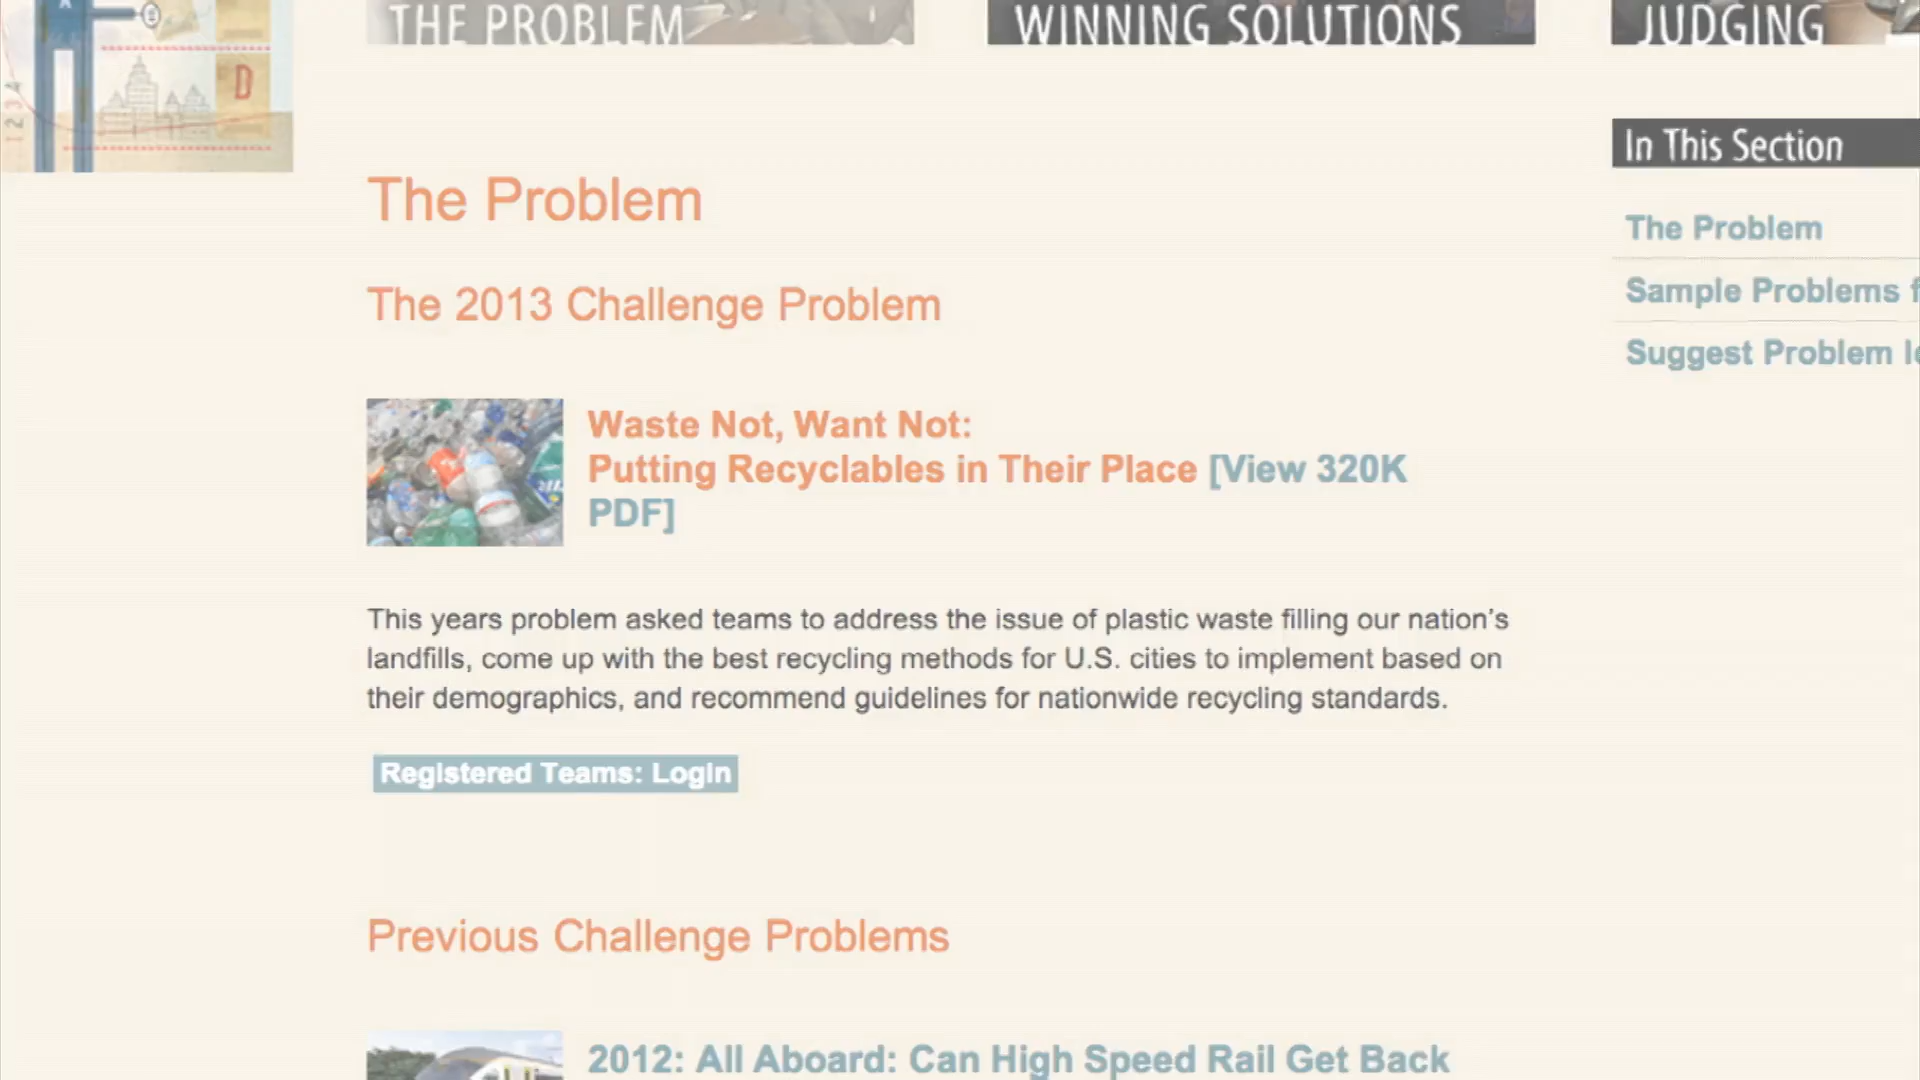 THE PROBLEM
WINNING SOLUTIONS
JUDGING
D
1 2 3 4
In This Section
The Problem
The Problem
Sample Problems
The 2013 Challenge Problem
Suggest Problem
Waste Not, Want Not:
Putting Recyclables in Their Place [View 320K
PDF]
This years problem asked teams to address the issue of plastic waste filling our nation's
landfills, come up with the best recycling methods for U.S. cities to implement based on
their demographics, and recommend guidelines for nationwide recycling standards.
Registered Teams: Login
Previous Challenge Problems
2012: All Aboard: Can High Speed Rail Get Back